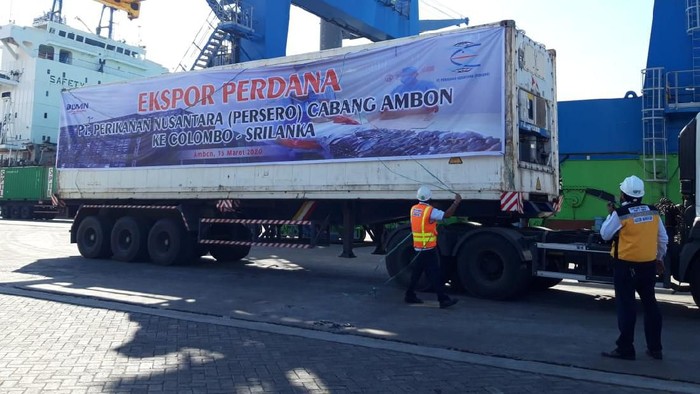 SAFETY
EKSPOR PERDANA
PT. PERIKANAN NUSANTARA (PERSERO) CABANG AMBON
KE COLOMBO - SRILANKA
Ambon, 15 Maret 2020